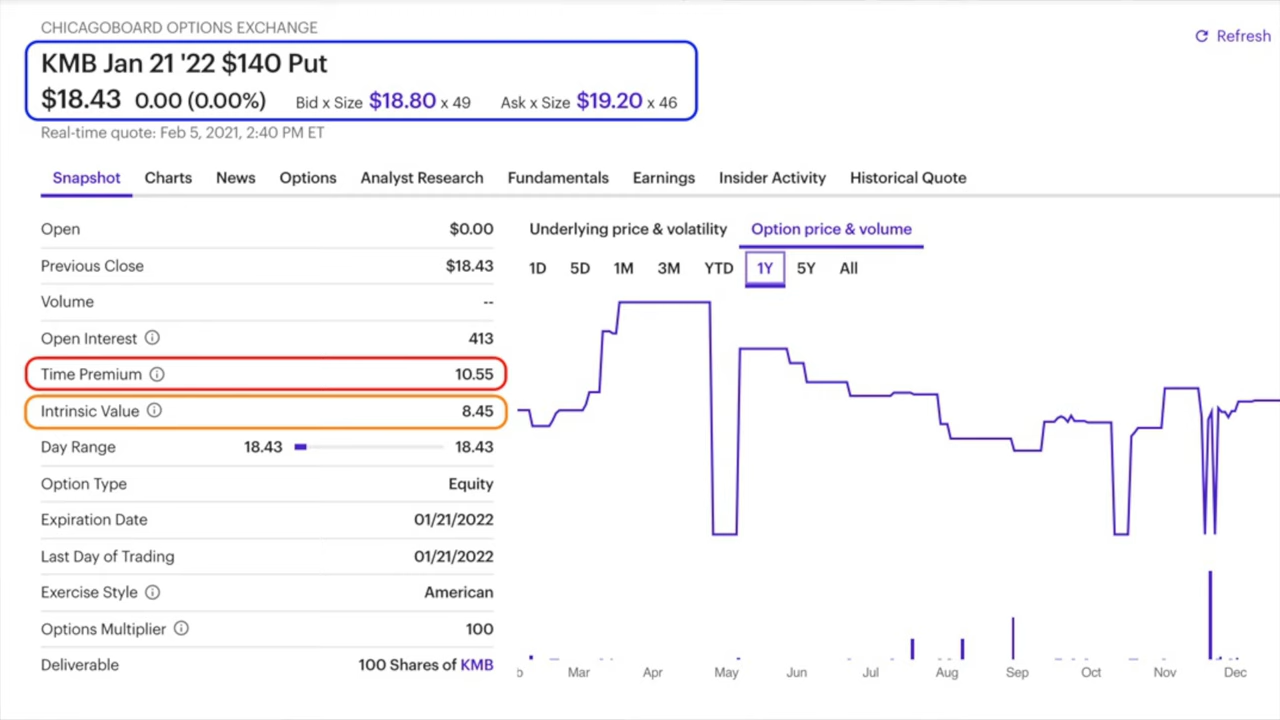 CHICAGOBOARD OPTIONS EXCHANGE
Refresh
KMB Jan 21 '22 $140 Put
$18.43 0.00 (0.00%) Bid x Size $18.80 x 49 Ask x Size $19.20 x 46
Real-time quote: Feb 5, 2021, 2:40 PM ET
Snapshot Charts News Options Analyst Research Fundamentals Earnings Insider Activity Historical Quote
Open $0.00
Previous Close $18.43
Volume --
Open Interest 413
Time Premium 10.55
Intrinsic Value 8.45
Day Range 18.43 18.43
Option Type Equity
Expiration Date 01/21/2022
Last Day of Trading 01/21/2022
Exercise Style American
Options Multiplier 100
Deliverable 100 Shares of KMB
Underlying price & volatility Option price & volume
1D 5D 1M 3M YTD 1Y 5Y All
Mar Apr May Jun Jul Aug Sep Oct Nov Dec